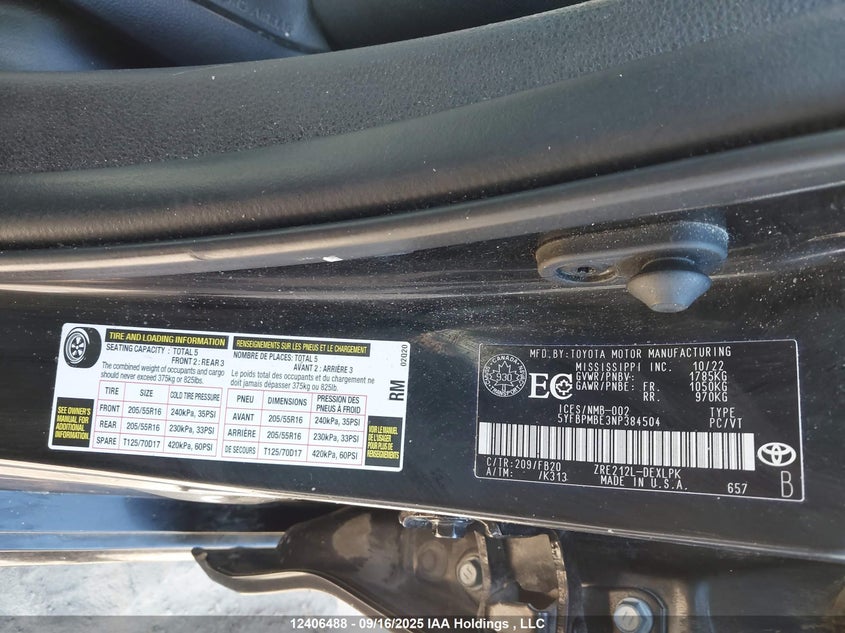 TIRE AND LOADING INFORMATION
SEATING CAPACITY : TOTAL 5
FRONT 2 : REAR 3
The combined weight of occupants and cargo
should never exceed 375kg or 825lbs.
RENSEIGNEMENTS SUR LES PNEUS ET LE CHARGEMENT
NOMBRE DE PLACES: TOTAL 5
AVANT 2 : ARRIÈRE 3
Le poids total des occupants et du chargement ne
doit jamais dépasser 375kg ou 825lb.
RM
02020
SEE OWNER'S MANUAL FOR ADDITIONAL INFORMATION
TIRE SIZE COLD TIRE PRESSURE
FRONT 205/55R16 240kPa, 35PSI
REAR 205/55R16 230kPa, 33PSI
SPARE T125/70D17 420kPa, 60PSI
PNEU DIMENSIONS PRESSION DES PNEUS À FROID
AVANT 205/55R16 240kPa, 35PSI
ARRIÈRE 205/55R16 230kPa, 33PSI
DE SECOURS T125/70D17 420kPa, 60PSI
VOIR LE MANUEL POUR PLUS DE RENSEIGNEMENTS
MFD.BY:TOYOTA MOTOR MANUFACTURING
MISSISSIPPI INC. 10/22
GVWR/PNBV: 1785KG
GAWR/PNBE: FR. 1050KG
RR. 970KG
CANADA
930
TRANSPORT
EC
ICES/NMB-002 TYPE
5YFBPMBE3NP384504 PC/VT
C/TR:209/FB20 ZRE212L-DEXLPK
A/TM: /K313 MADE IN U.S.A. 657
B
12406488 - 09/16/2025 IAA Holdings , LLC